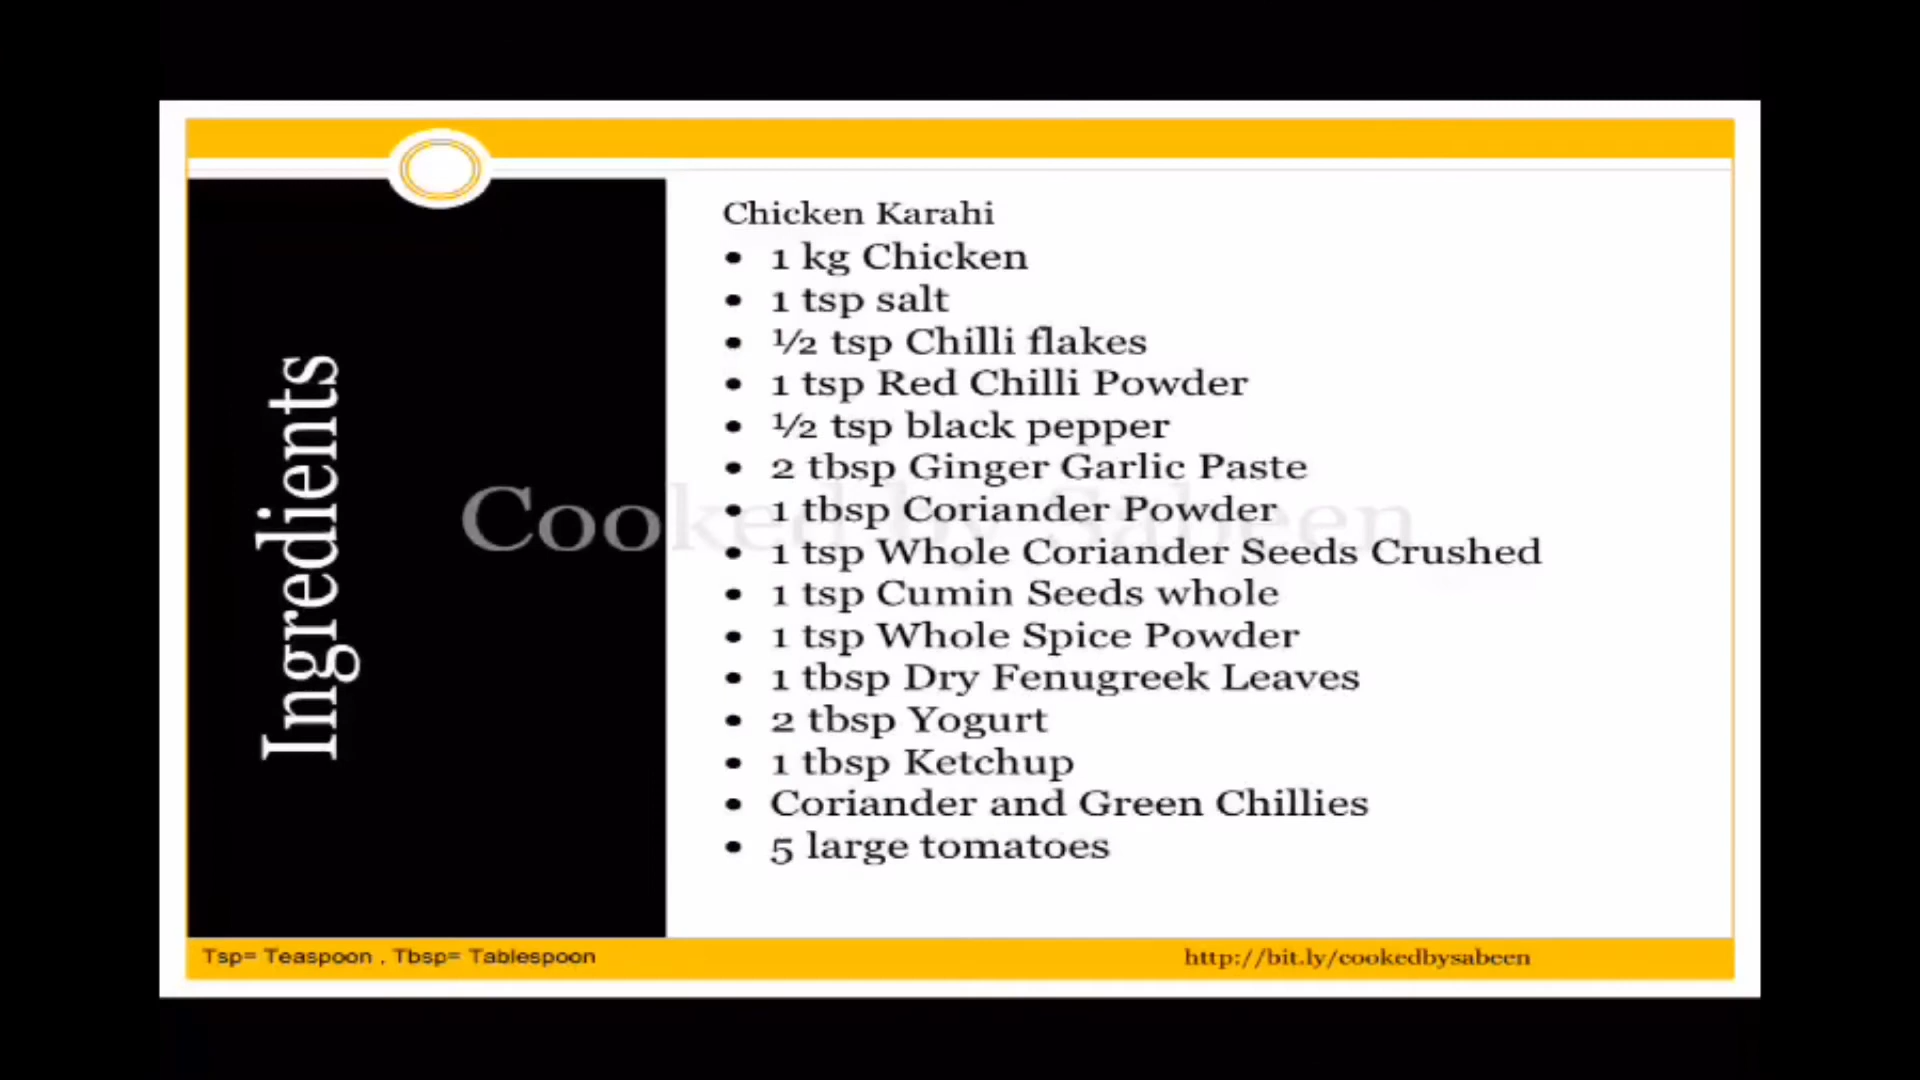 Ingredients
Chicken Karahi
• 1 kg Chicken
• 1 tsp salt
• ½ tsp Chilli flakes
• 1 tsp Red Chilli Powder
• ½ tsp black pepper
• 2 tbsp Ginger Garlic Paste
• 1 tbsp Coriander Powder
• 1 tsp Whole Coriander Seeds Crushed
• 1 tsp Cumin Seeds whole
• 1 tsp Whole Spice Powder
• 1 tbsp Dry Fenugreek Leaves
• 2 tbsp Yogurt
• 1 tbsp Ketchup
• Coriander and Green Chillies
• 5 large tomatoes
Cooked by Sabeen
Tsp= Teaspoon , Tbsp= Tablespoon
http://bit.ly/cookedbysabeen